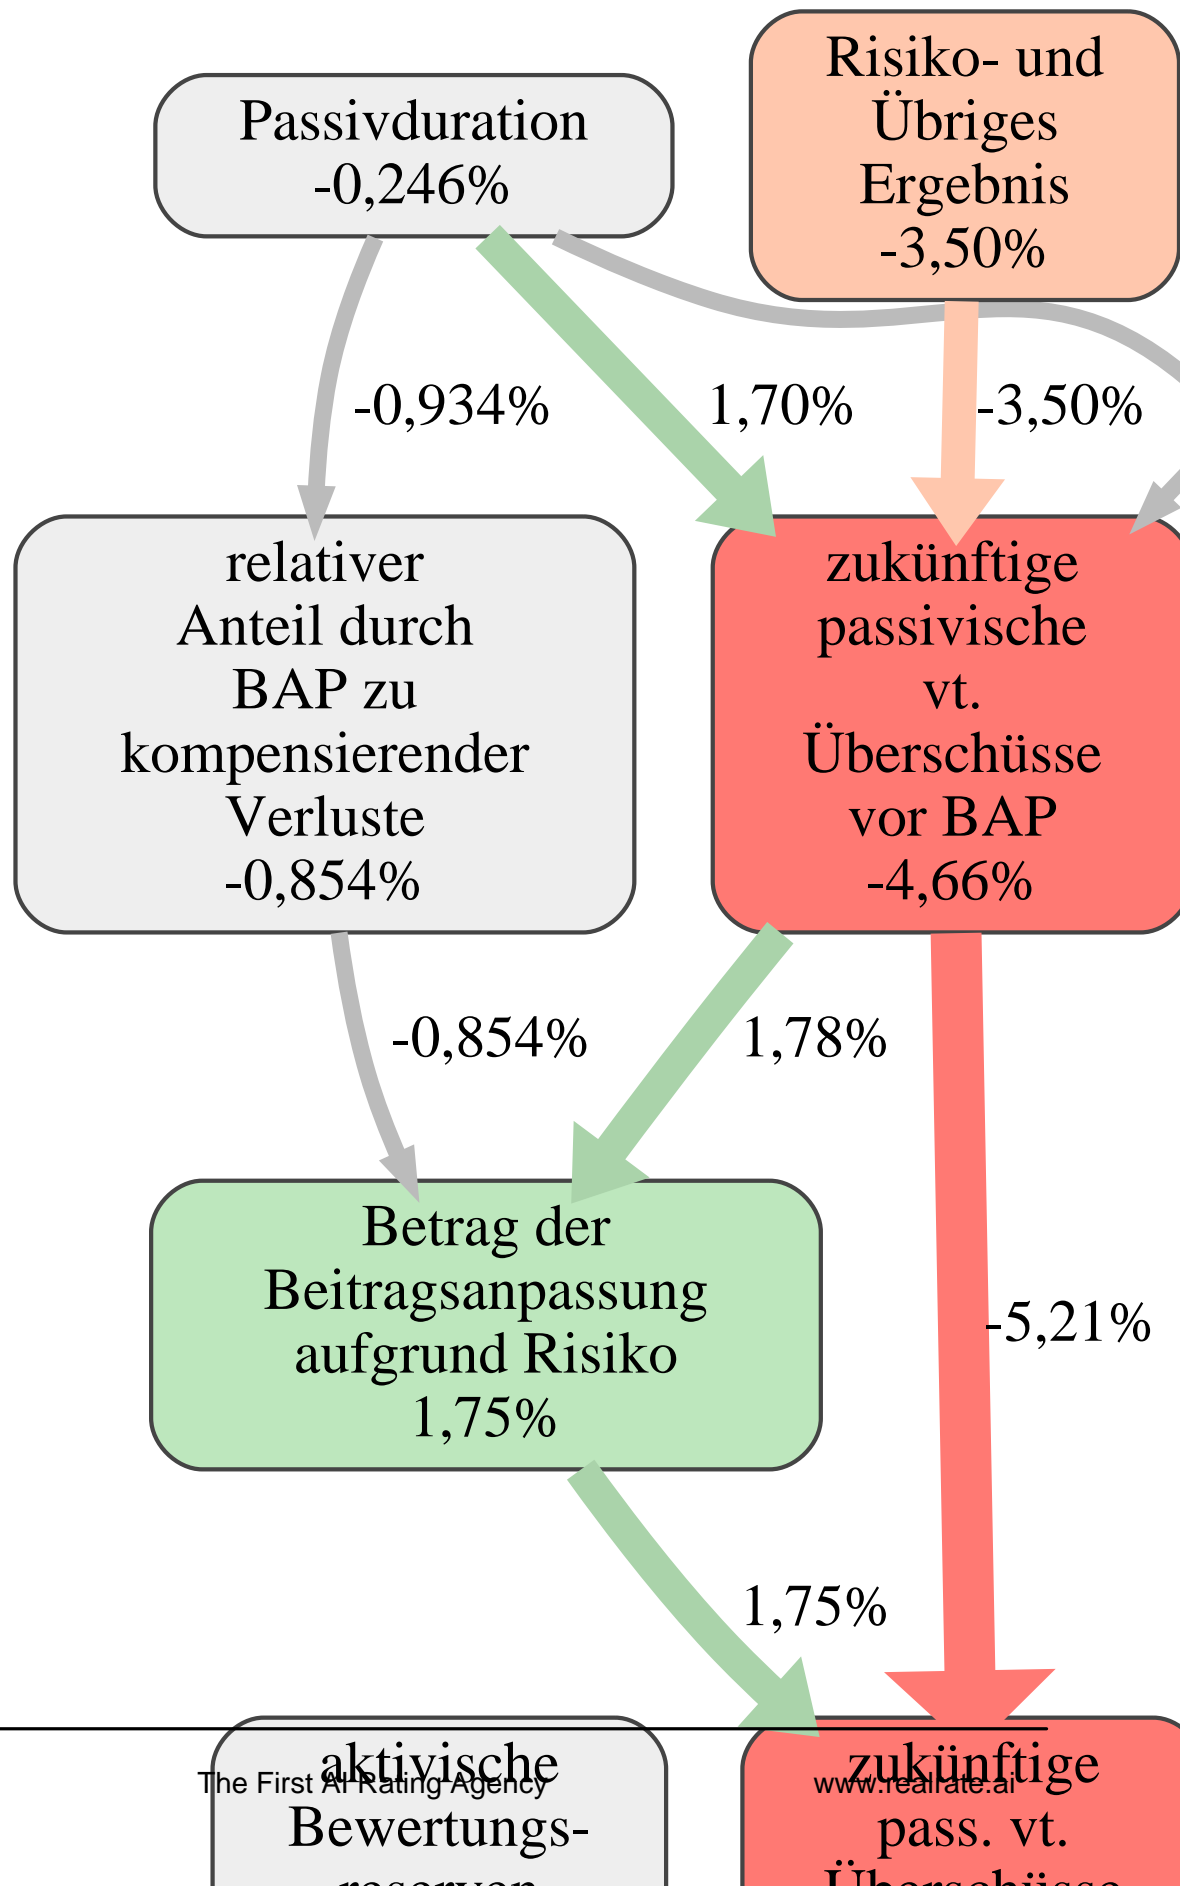 Passivduration
-0,246%
Risiko- und
Übriges
Ergebnis
-3,50%
-0,934%
1,70%
-3,50%
relativer
Anteil durch
BAP zu
kompensierender
Verluste
-0,854%
zukünftige
passivische
vt.
Überschüsse
vor BAP
-4,66%
-0,854%
1,78%
Betrag der
Beitragsanpassung
aufgrund Risiko
1,75%
-5,21%
1,75%
aktivische
Bewertungs-
reserven
zukünftige
pass. vt.
Überschüsse
The First AI Rating Agency
www.realrate.ai